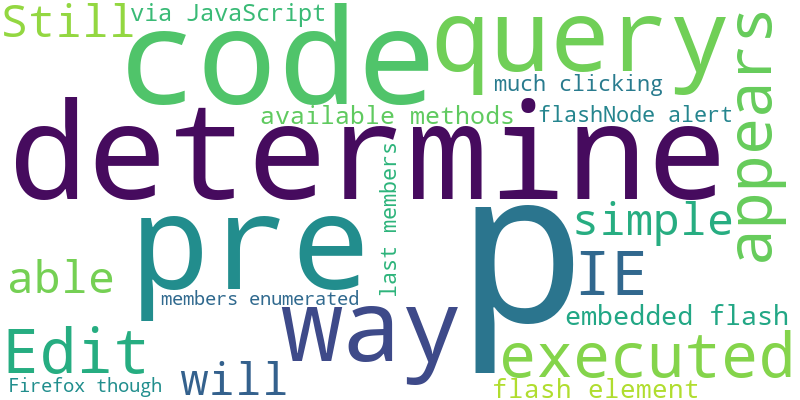 Still
via JavaScript
code
query
appears
much clicking
available methods
flashNode alert
determine
last members
pre
p
simple
able
IE
members enumerated
way
embedded flash
Edit
executed
will
Firefox though
flash element